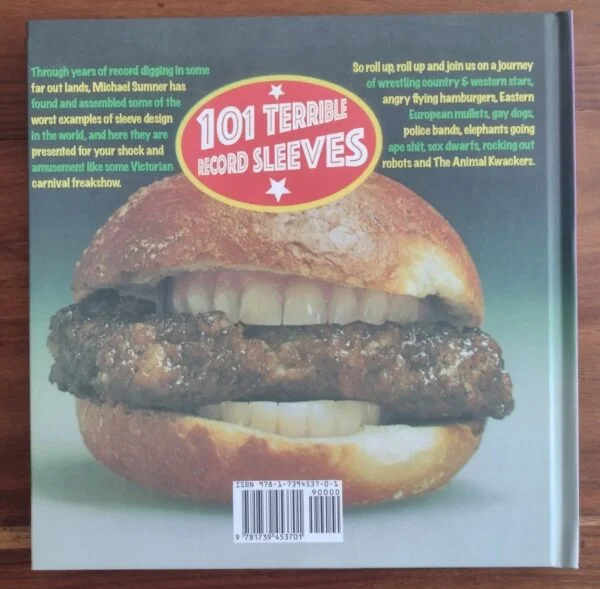 Through years of record digging in some
far out lands, Michael Sumner has
found and assembled some of the
worst examples of sleeve design
in the world, and here they are
presented for your shock and
amusement like some Victorian
carnival freakshow.
101 TERRIBLE
RECORD SLEEVES
So roll up, roll up and join us on a journey
of wrestling country & western stars,
angry flying hamburgers, Eastern
European mullets, gay dogs,
police bands, elephants going
ape shit, sex dwarfs, rocking out
robots and The Animal Kwackers.
ISBN 978-1-7394537-0-1
90000
9 781739 453701